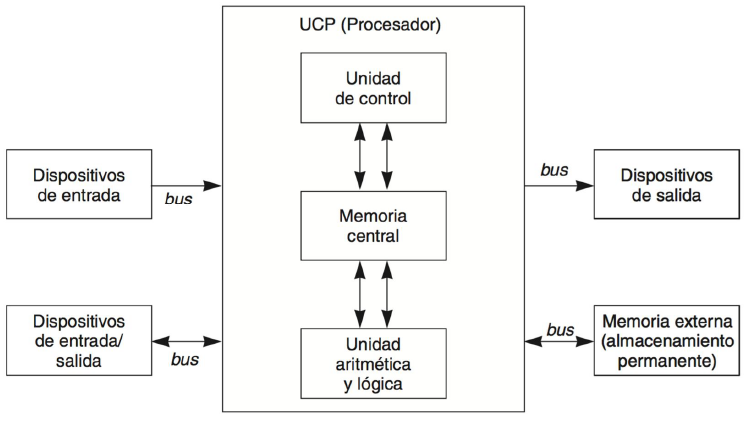 UCP (Procesador)
Unidad
de control
Dispositivos
de entrada
bus
Memoria
central
bus
Dispositivos
de salida
Dispositivos
de entrada/
salida
bus
Unidad
aritmética
y lógica
bus
Memoria externa
(almacenamiento
permanente)